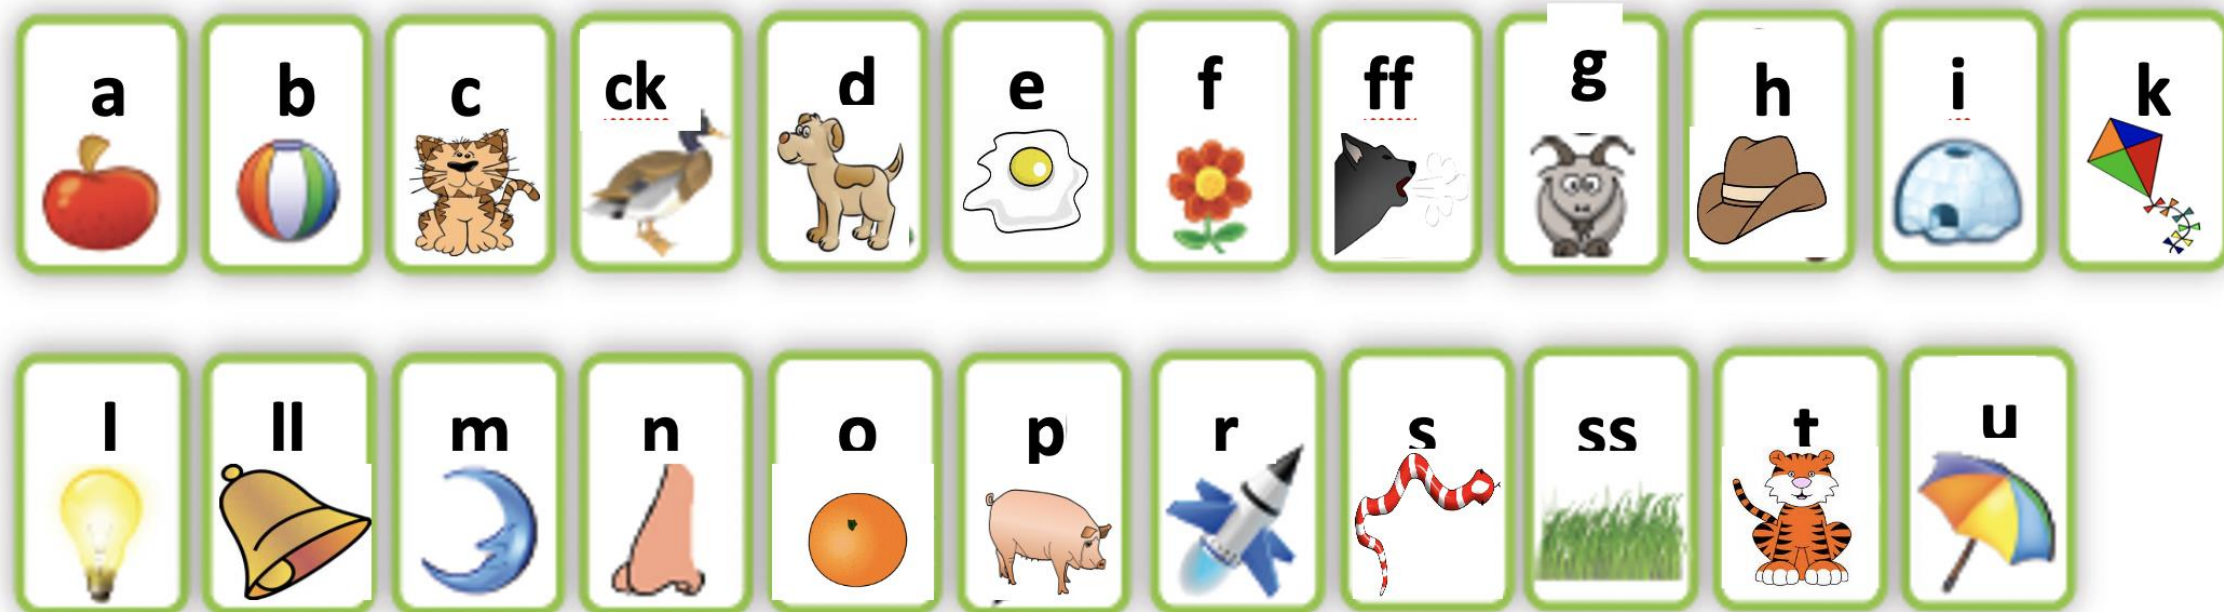 a b c ck d e f ff g h i k
l ll m n o p r s ss t u